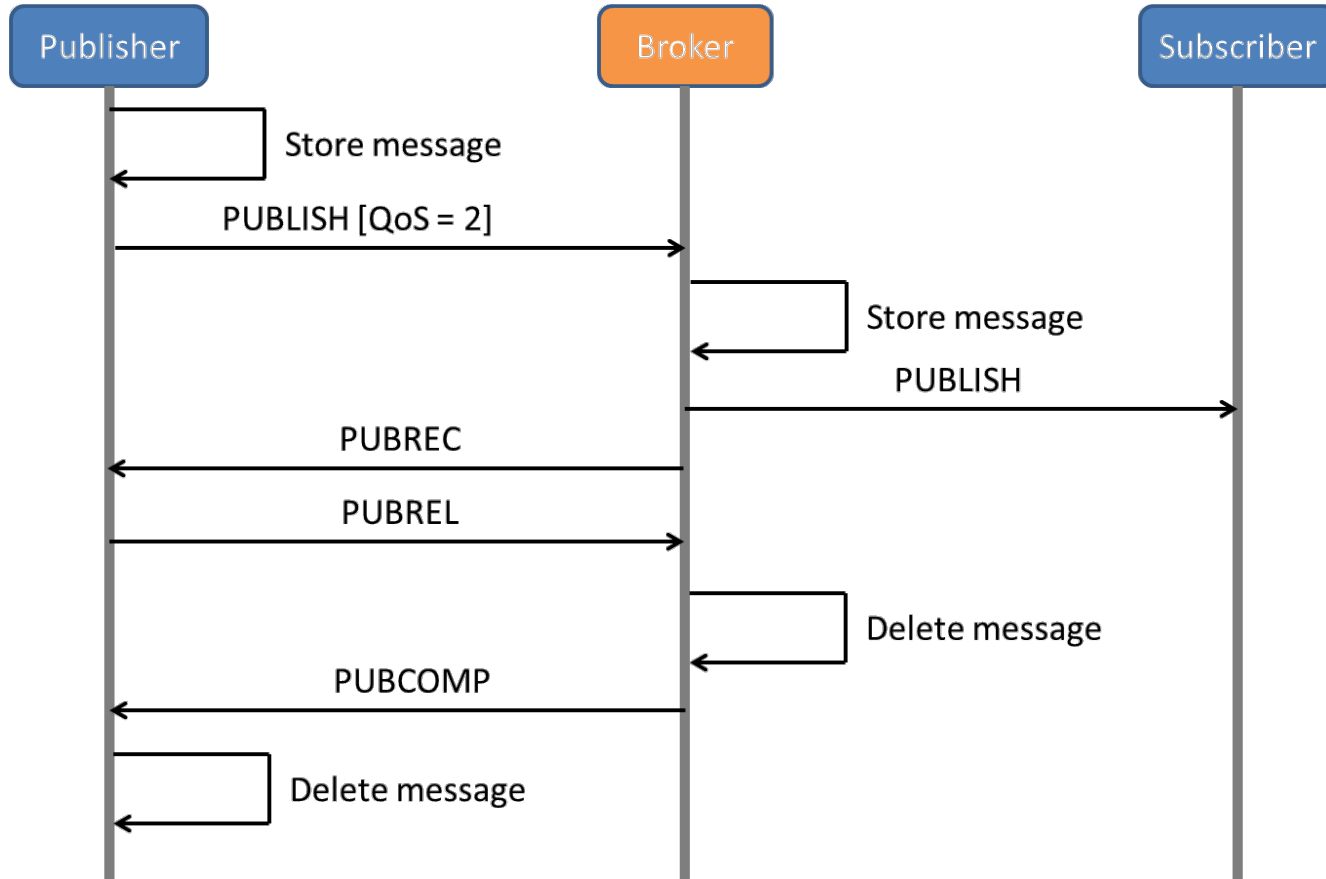 Publisher
Broker
Subscriber
Store message
PUBLISH [QoS = 2]
Store message
PUBLISH
PUBREC
PUBREL
Delete message
PUBCOMP
Delete message